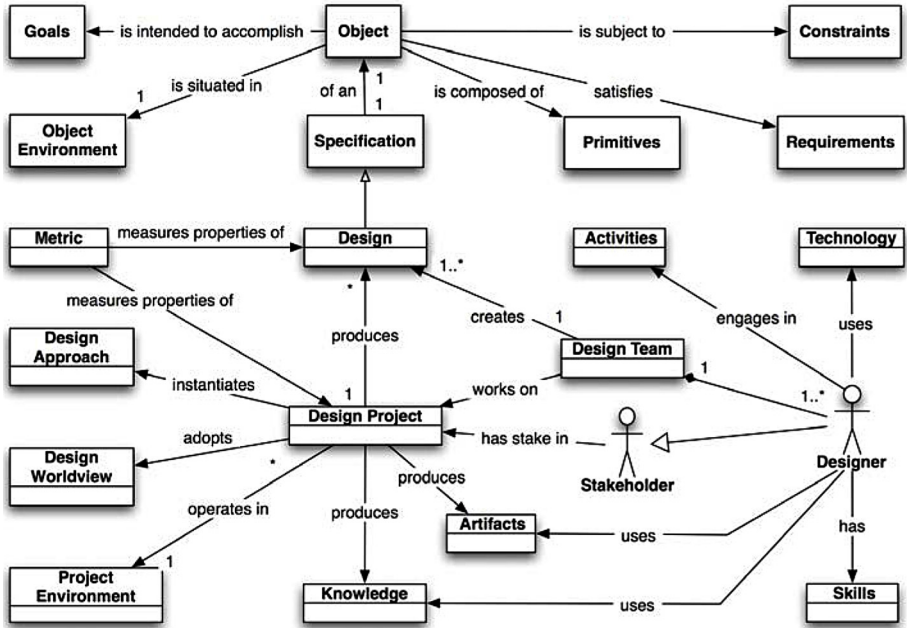 Goals
is intended to accomplish
Object
is subject to
Constraints
is situated in
1
of an
1
1
is composed of
satisfies
Object
Environment
Specification
Primitives
Requirements
Metric
measures properties of
Design
Activities
Technology
1..*
*
measures properties of
creates
1
engages in
uses
Design
Approach
produces
Design Team
1
instantiates
works on
1..*
1
Design Project
adopts
has stake in
*
Design
Worldview
Stakeholder
Designer
produces
operates in
produces
Artifacts
uses
has
1
Project
Environment
Knowledge
uses
Skills